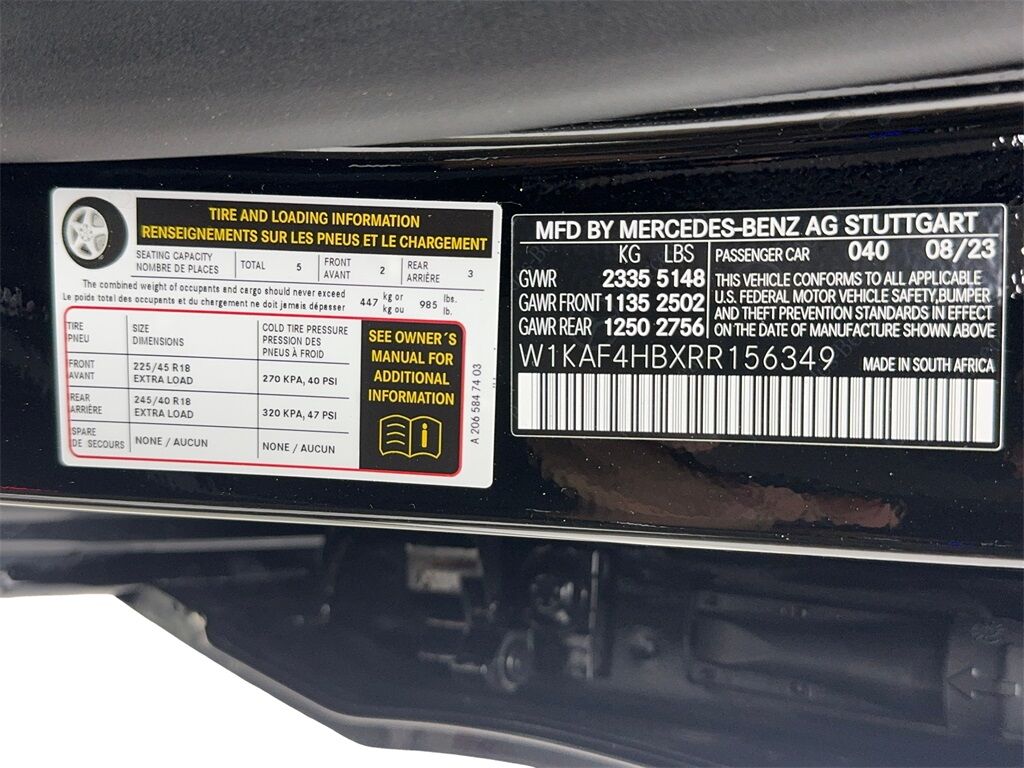 TIRE AND LOADING INFORMATION
RENSEIGNEMENTS SUR LES PNEUS ET LE CHARGEMENT
SEATING CAPACITY
NOMBRE DE PLACES
TOTAL 5
FRONT
AVANT
2
REAR
ARRIÈRE
3
The combined weight of occupants and cargo should never exceed
Le poids total des occupants et du chargement ne doit jamais dépasser
447 kg or
kg ou
985 lbs.
lb.
TIRE
PNEU
SIZE
DIMENSIONS
COLD TIRE PRESSURE
PRESSION DES
PNEUS À FROID
FRONT
AVANT
225/45 R18
EXTRA LOAD
270 KPA, 40 PSI
REAR
ARRIÈRE
245/40 R18
EXTRA LOAD
320 KPA, 47 PSI
SPARE
DE SECOURS
NONE / AUCUN
NONE / AUCUN
SEE OWNER´S
MANUAL FOR
ADDITIONAL
INFORMATION
A 206 584 74 03
MFD BY MERCEDES-BENZ AG STUTTGART
KG LBS
GWR 2335 5148
GAWR FRONT 1135 2502
GAWR REAR 1250 2756
PASSENGER CAR 040 08/23
THIS VEHICLE CONFORMS TO ALL APPLICABLE
U.S. FEDERAL MOTOR VEHICLE SAFETY,BUMPER
AND THEFT PREVENTION STANDARDS IN EFFECT
ON THE DATE OF MANUFACTURE SHOWN ABOVE
W1KAF4HBXRR156349 MADE IN SOUTH AFRICA